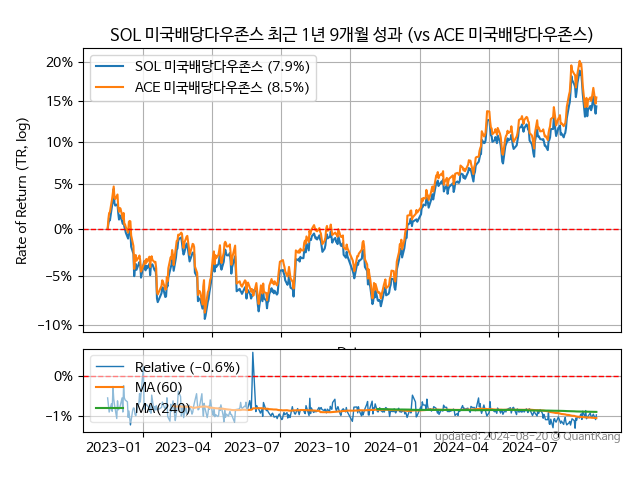 SOL 미국배당다우존스 최근 1년 9개월 성과 (vs ACE 미국배당다우존스)
SOL 미국배당다우존스 (7.9%)
ACE 미국배당다우존스 (8.5%)
Rate of Return (TR, log)
20%
15%
10%
5%
0%
−5%
−10%
Relative (−0.6%)
MA(60)
MA(240)
0%
−1%
2023-01
2023-04
2023-07
2023-10
2024-01
2024-04
2024-07
updated: 2024-08-20 © QuantKang